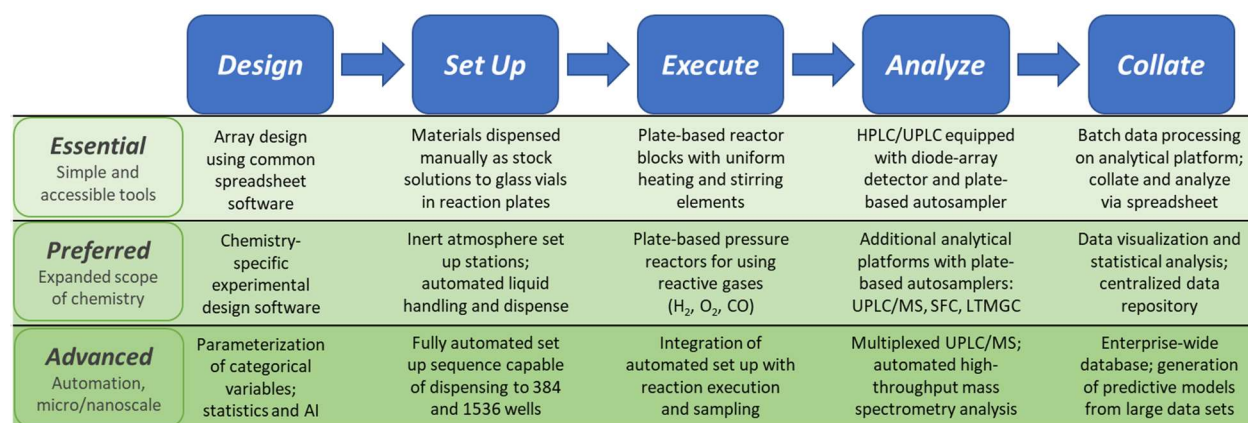 Design
Set Up
Execute
Analyze
Collate
Essential
Simple and
accessible tools
Array design
using common
spreadsheet
software
Materials dispensed
manually as stock
solutions to glass vials
in reaction plates
Plate-based reactor
blocks with uniform
heating and stirring
elements
HPLC/UPLC equipped
with diode-array
detector and plate-
based autosampler
Batch data processing
on analytical platform;
collate and analyze
via spreadsheet
Preferred
Expanded scope
of chemistry
Chemistry-
specific
experimental
design software
Inert atmosphere set
up stations;
automated liquid
handling and dispense
Plate-based pressure
reactors for using
reactive gases
(H₂, O₂, CO)
Additional analytical
platforms with plate-
based autosamplers:
UPLC/MS, SFC, LTMGC
Data visualization and
statistical analysis;
centralized data
repository
Advanced
Automation,
micro/nanoscale
Parameterization
of categorical
variables;
statistics and AI
Fully automated set
up sequence capable
of dispensing to 384
and 1536 wells
Integration of
automated set up with
reaction execution
and sampling
Multiplexed UPLC/MS;
automated high-
throughput mass
spectrometry analysis
Enterprise-wide
database; generation
of predictive models
from large data sets